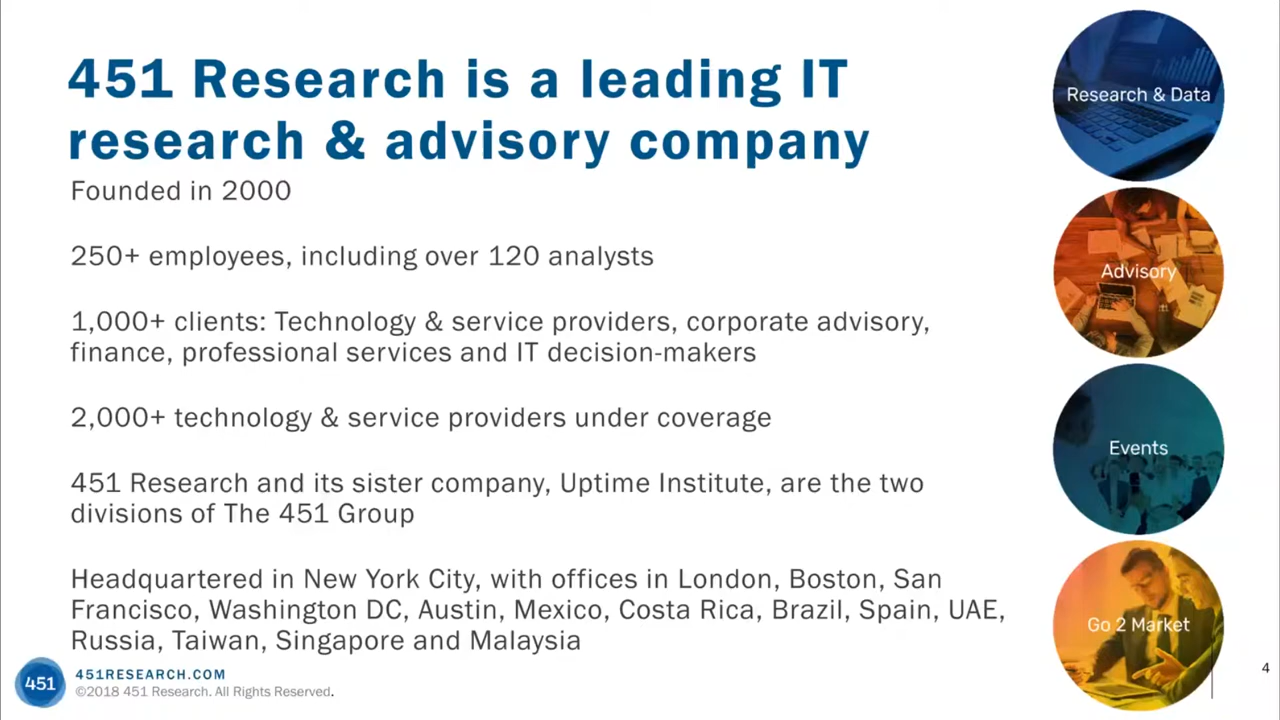 451 Research is a leading IT
research & advisory company
Founded in 2000
250+ employees, including over 120 analysts
1,000+ clients: Technology & service providers, corporate advisory,
finance, professional services and IT decision-makers
2,000+ technology & service providers under coverage
451 Research and its sister company, Uptime Institute, are the two
divisions of The 451 Group
Headquartered in New York City, with offices in London, Boston, San
Francisco, Washington DC, Austin, Mexico, Costa Rica, Brazil, Spain, UAE,
Russia, Taiwan, Singapore and Malaysia
Research & Data
Advisory
Events
Go 2 Market
451
451RESEARCH.COM
©2018 451 Research. All Rights Reserved.
4